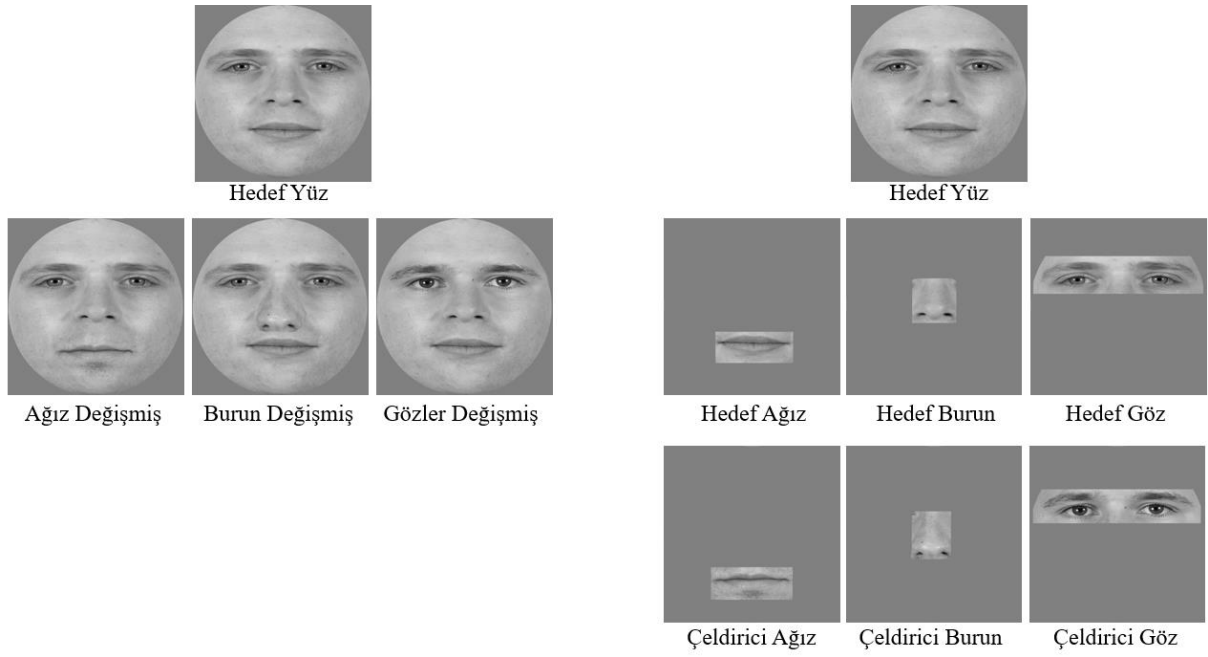 Hedef Yüz
Hedef Yüz
Ağız Değişmiş Burun Değişmiş Gözler Değişmiş
Hedef Ağız Hedef Burun Hedef Göz
Çeldirici Ağız Çeldirici Burun Çeldirici Göz